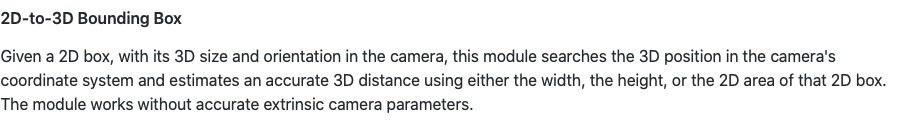 2D-to-3D Bounding Box
Given a 2D box, with its 3D size and orientation in the camera, this module searches the 3D position in the camera's
coordinate system and estimates an accurate 3D distance using either the width, the height, or the 2D area of that 2D box.
The module works without accurate extrinsic camera parameters.